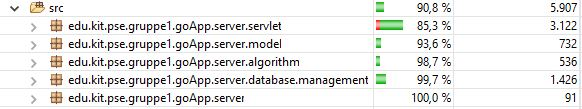 src 90,8 % 5.907
edu.kit.pse.gruppe1.goApp.server.servlet 85,3 % 3.122
edu.kit.pse.gruppe1.goApp.server.model 93,6 % 732
edu.kit.pse.gruppe1.goApp.server.algorithm 98,7 % 536
edu.kit.pse.gruppe1.goApp.server.database.management 99,7 % 1.426
edu.kit.pse.gruppe1.goApp.server 100,0 % 91